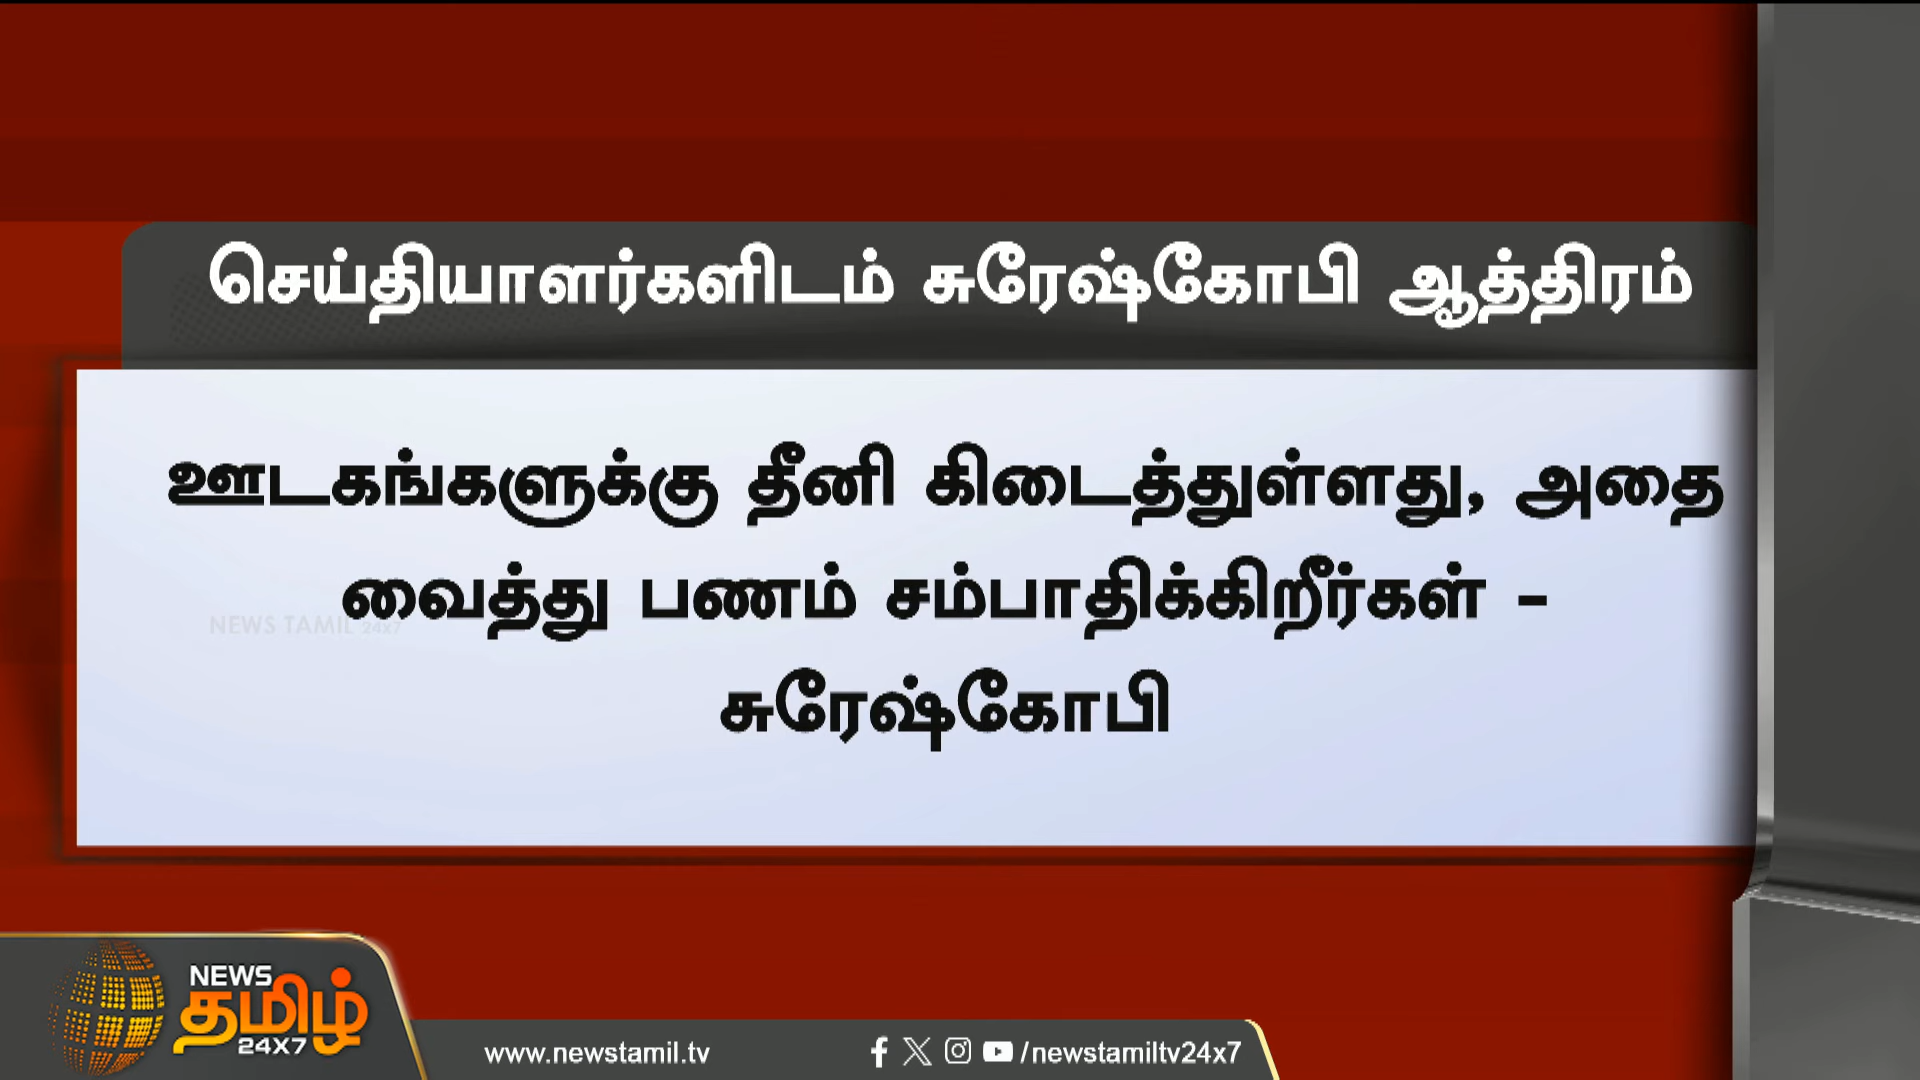 செய்தியாளர்களிடம் சுரேஷ்கோபி ஆத்திரம்
ஊடகங்களுக்கு தீனி கிடைத்துள்ளது, அதை
வைத்து பணம் சம்பாதிக்கிறீர்கள் -
சுரேஷ்கோபி
NEWS TAMIL 24x7
NEWS
தமிழ்
24X7
www.newstamil.tv
/newstamiltv24x7